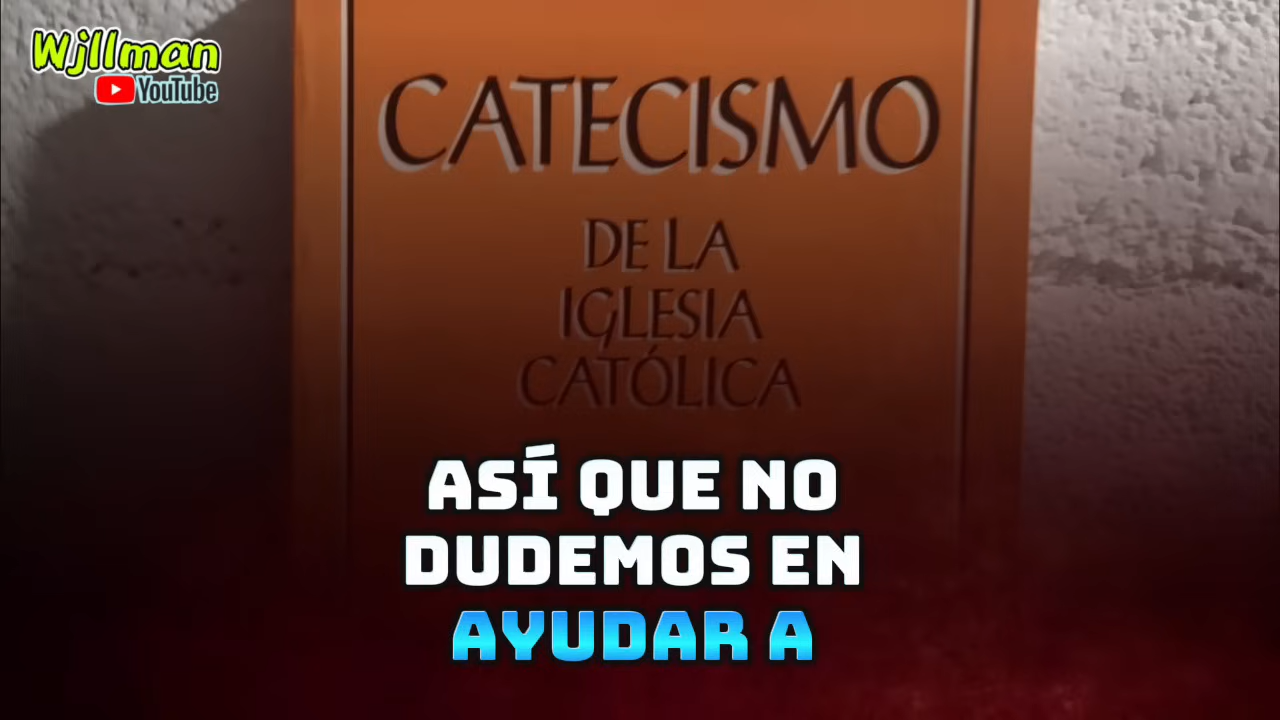 Wjllman
YouTube
CATECISMO
DE LA
IGLESIA
CATÓLICA
ASÍ QUE NO
DUDEMOS EN
AYUDAR A